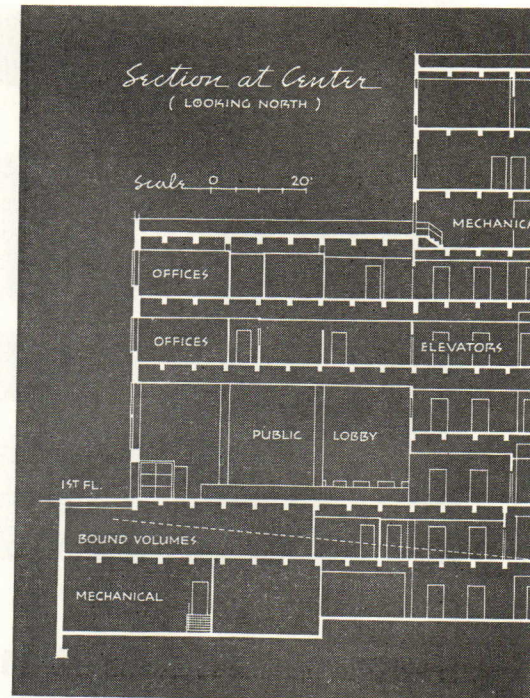 Section at Center
( LOOKING NORTH )
Scale 0 20'
MECHANICA
OFFICES
OFFICES
ELEVATORS
PUBLIC LOBBY
1ST FL.
BOUND VOLUMES
MECHANICAL